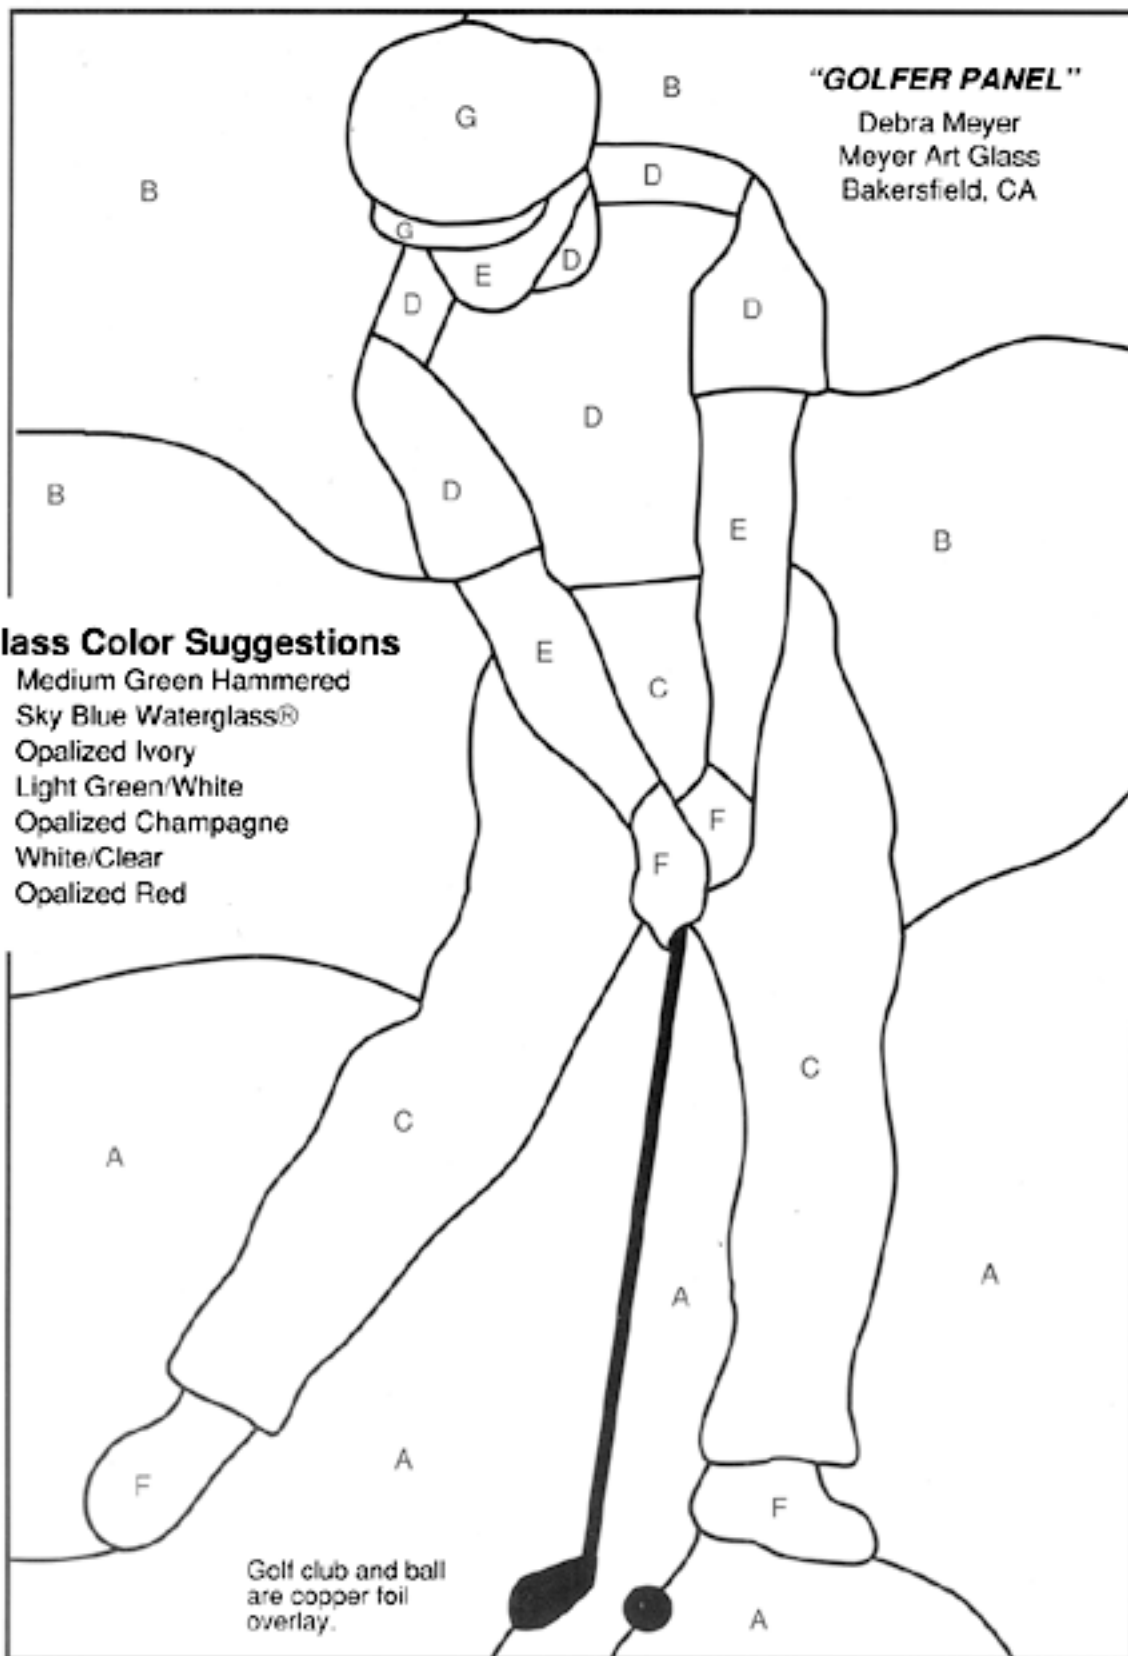 "GOLFER PANEL"
Debra Meyer
Meyer Art Glass
Bakersfield, CA
B
G
D
B
G
D
E
D
D
D
D
B
E
B
lass Color Suggestions
Medium Green Hammered
Sky Blue Waterglass®
Opalized Ivory
Light Green/White
Opalized Champagne
White/Clear
Opalized Red
E
C
F
F
C
C
A
A
A
A
F
F
Golf club and ball
are copper foil
overlay.
A